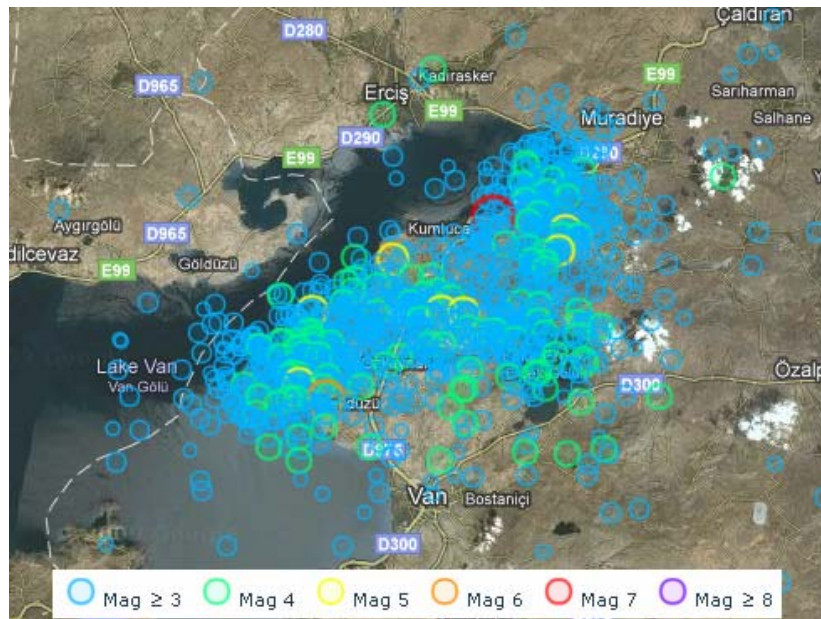 Çaldıran
D280
Kadirasker
D965
E99
Sarıharman
Erciş
E99
Salhane
Muradiye
D290
E99
Aygırgölü
Kumluca
D965
dilcevaz
Göldüzü
E99
Lake Van
Van Gölü
Özalp
D300
düzü
D975
Van
Bostaniçi
D300
Mag ≥ 3 Mag 4 Mag 5 Mag 6 Mag 7 Mag ≥ 8